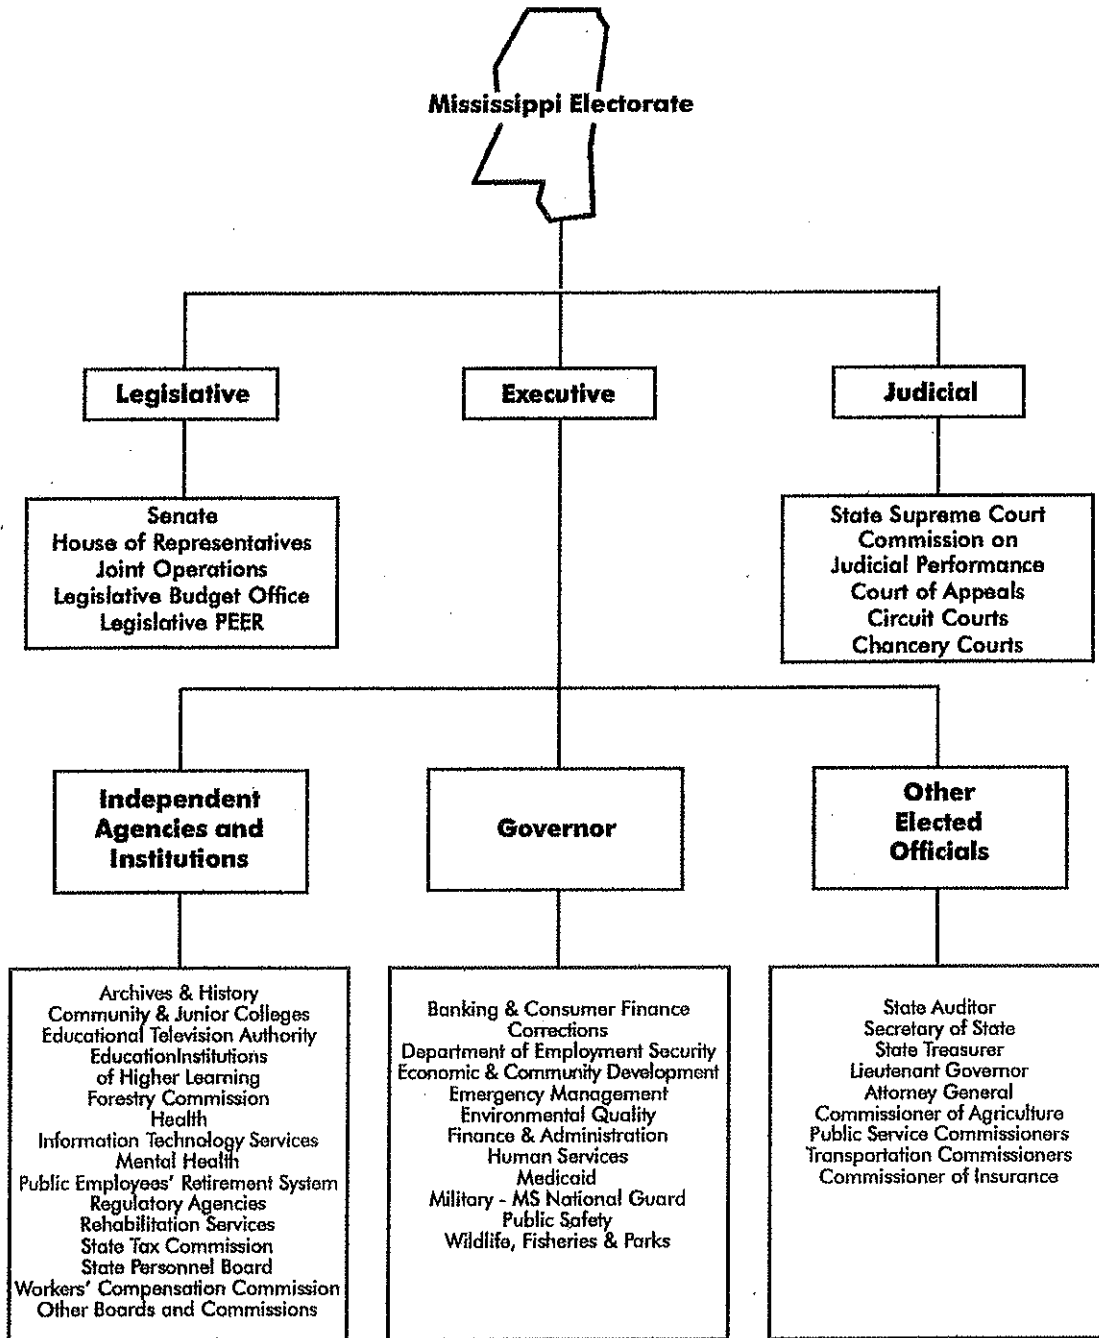 Mississippi Electorate
Legislative
Executive
Judicial
Senate
House of Representatives
Joint Operations
Legislative Budget Office
Legislative PEER
State Supreme Court
Commission on
Judicial Performance
Court of Appeals
Circuit Courts
Chancery Courts
Independent
Agencies and
Institutions
Governor
Other
Elected
Officials
Archives & History
Community & Junior Colleges
Educational Television Authority
EducationInstitutions
of Higher Learning
Forestry Commission
Health
Information Technology Services
Mental Health
Public Employees' Retirement System
Regulatory Agencies
Rehabilitation Services
State Tax Commission
State Personnel Board
Workers' Compensation Commission
Other Boards and Commissions
Banking & Consumer Finance
Corrections
Department of Employment Security
Economic & Community Development
Emergency Management
Environmental Quality
Finance & Administration
Human Services
Medicaid
Military - MS National Guard
Public Safety
Wildlife, Fisheries & Parks
State Auditor
Secretary of State
State Treasurer
Lieutenant Governor
Attorney General
Commissioner of Agriculture
Public Service Commissioners
Transportation Commissioners
Commissioner of Insurance